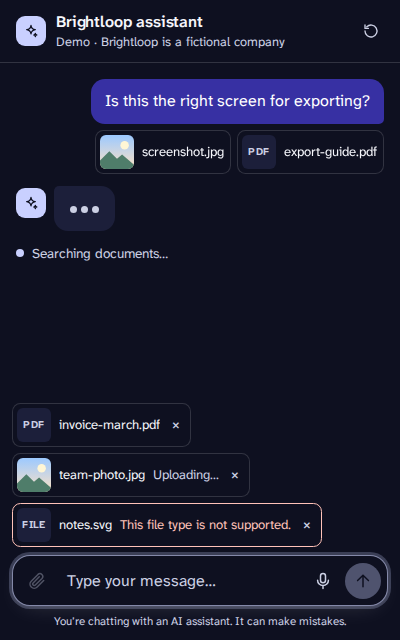 Brightloop assistant
Demo · Brightloop is a fictional company
Is this the right screen for exporting?
screenshot.jpg
PDF export-guide.pdf
Searching documents...
PDF invoice-march.pdf ×
team-photo.jpg Uploading... ×
FILE notes.svg This file type is not supported. ×
Type your message...
You're chatting with an AI assistant. It can make mistakes.